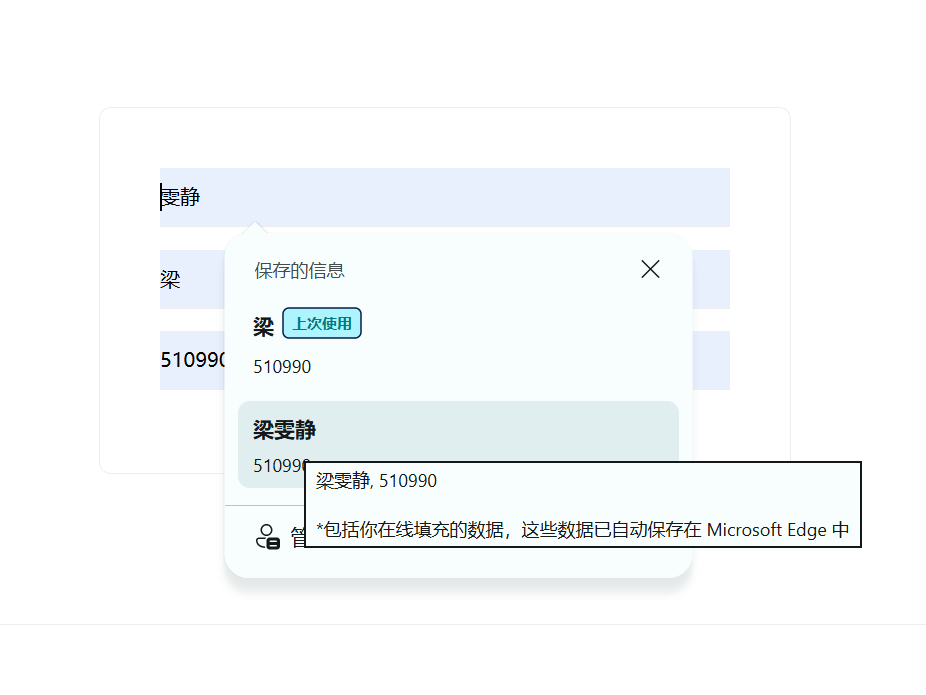 雯静
梁
510990
保存的信息
梁 上次使用
510990
梁雯静
510990
梁雯静, 510990
*包括你在线填充的数据，这些数据已自动保存在 Microsoft Edge 中
管